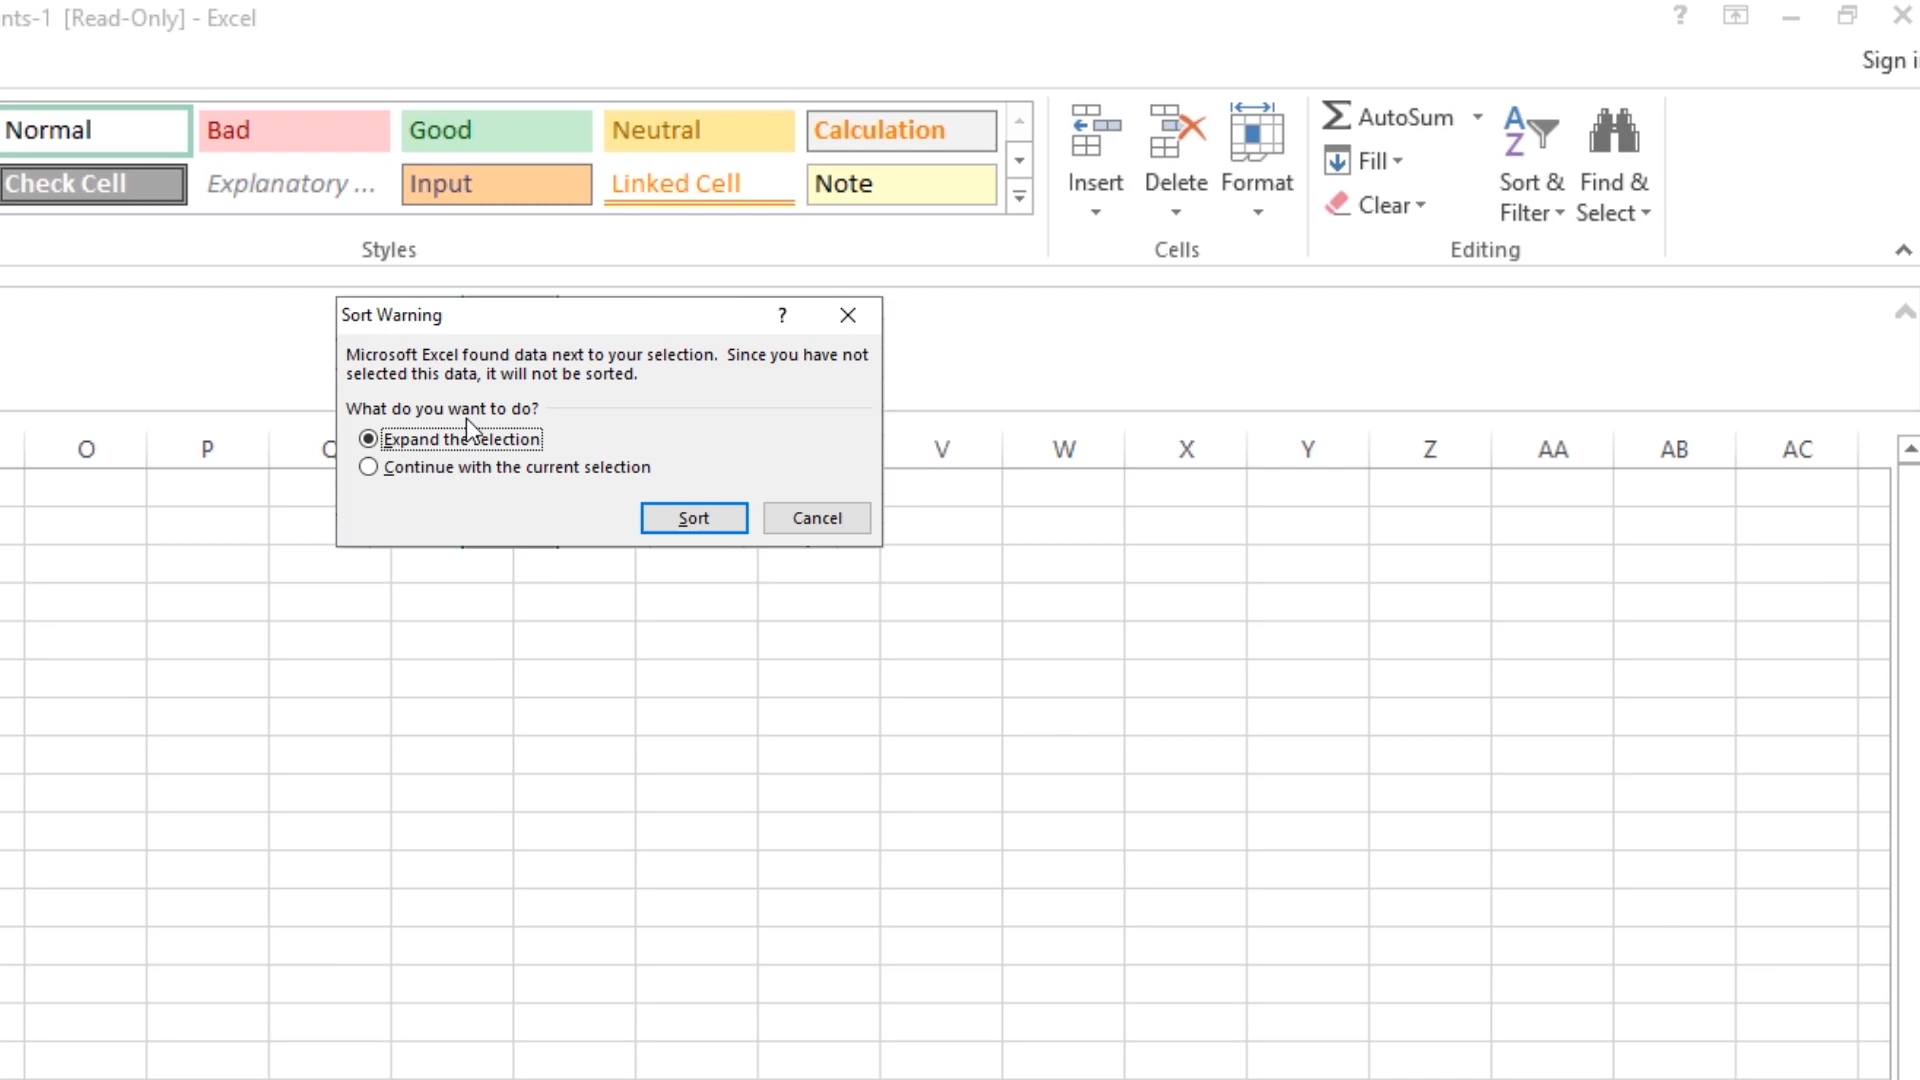 nts-1 [Read-Only] - Excel
?
Sign i
Normal Bad Good Neutral Calculation
Check Cell Explanatory ... Input Linked Cell Note
Styles
Insert Delete Format
Cells
AutoSum
Fill
Clear
Sort & Filter
Find & Select
Editing
Sort Warning ?
Microsoft Excel found data next to your selection. Since you have not
selected this data, it will not be sorted.
What do you want to do?
Expand the selection
Continue with the current selection
Sort Cancel
O P V W X Y Z AA AB AC